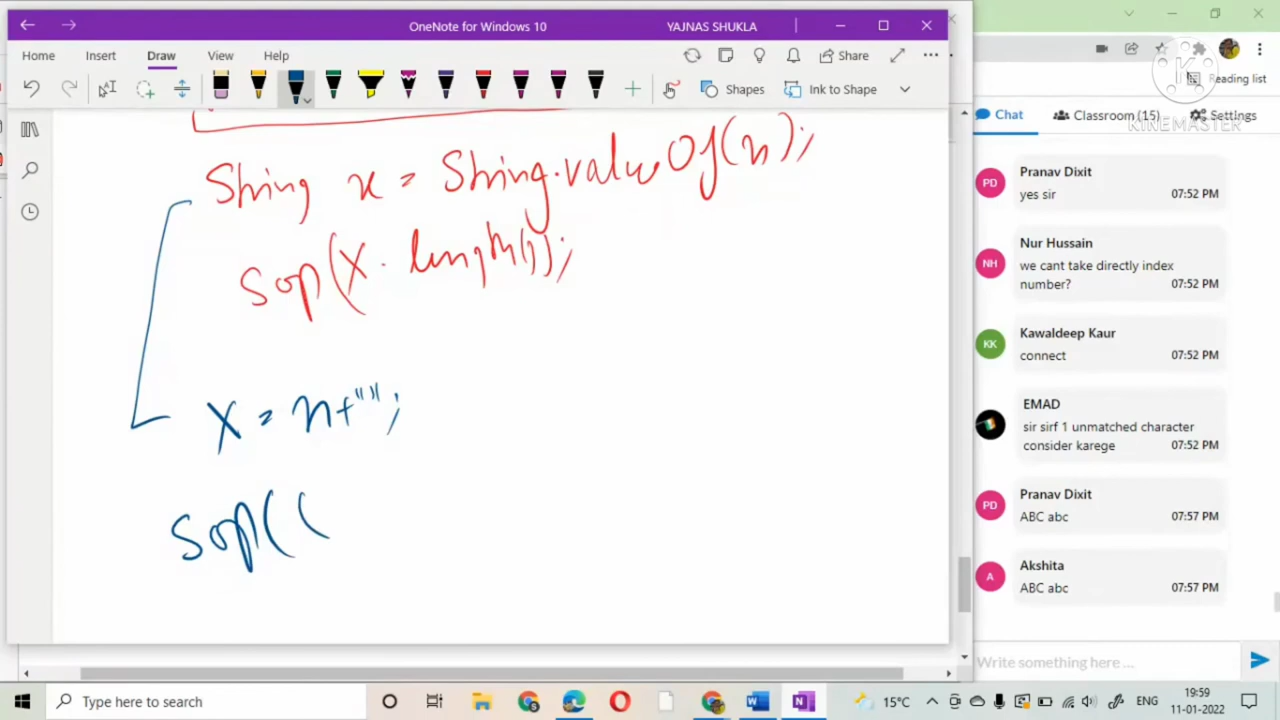 OneNote for Windows 10
YAJNAS SHUKLA
Home
Insert
Draw
View
Help
Share
Shapes
Ink to Shape
String x = String.valueOf(n);
Sop(X.length());
X = n+"";
Sop((
Reading list
KINEMASTER
Chat
Classroom (15)
Settings
PD
Pranav Dixit
yes sir
07:52 PM
NH
Nur Hussain
we cant take directly index
number?
07:52 PM
KK
Kawaldeep Kaur
connect
07:52 PM
EMAD
sir sirf 1 unmatched character
consider karege
07:52 PM
PD
Pranav Dixit
ABC abc
07:57 PM
A
Akshita
ABC abc
07:57 PM
Write something here ...
Type here to search
15°C
ENG
19:59
11-01-2022